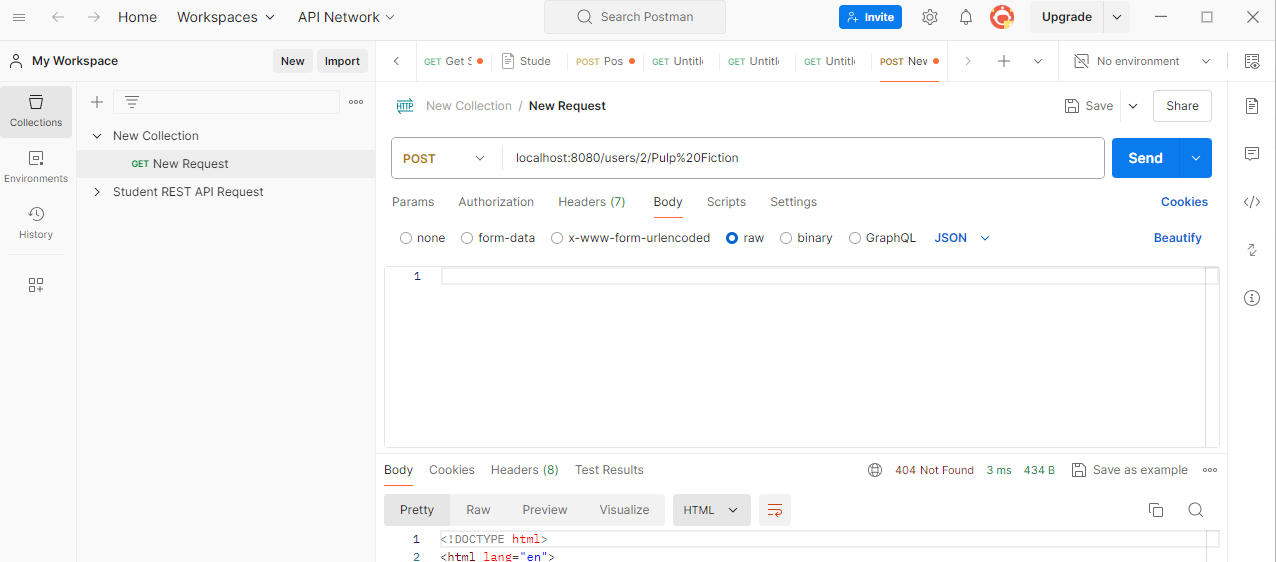 Home Workspaces API Network Search Postman Invite Upgrade
My Workspace New Import GET Get S Stude POST Pos GET Untitle GET Untitle GET Untitle POST New No environment
Collections
New Collection / New Request Save Share
New Collection
GET New Request
POST localhost:8080/users/2/Pulp%20Fiction Send
Environments
Student REST API Request
Params Authorization Headers (7) Body Scripts Settings Cookies
History
none form-data x-www-form-urlencoded raw binary GraphQL JSON Beautify
1
Body Cookies Headers (8) Test Results 404 Not Found 3 ms 434 B Save as example
Pretty Raw Preview Visualize HTML
1 <!DOCTYPE html>
2 <html lang="en">